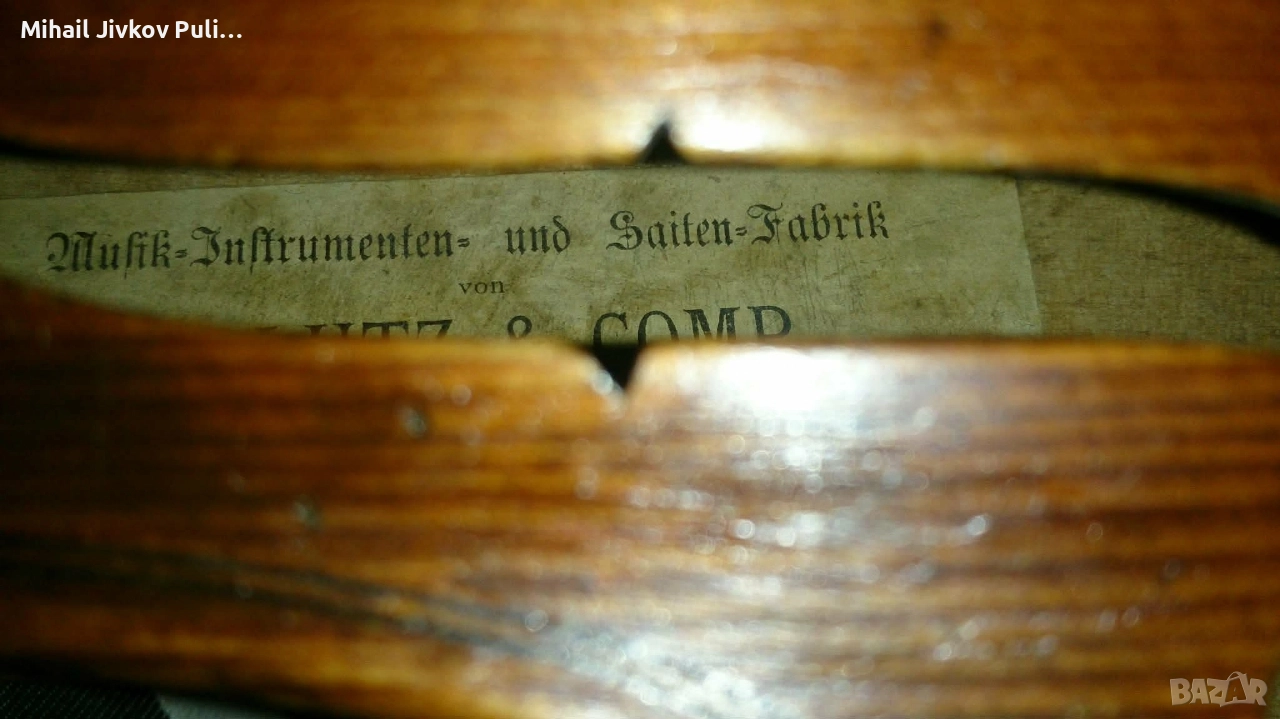 Mihail Jivkov Puli...
Musik-Instrumenten- und Saiten-Fabrik
von
& COMP
BAZAR